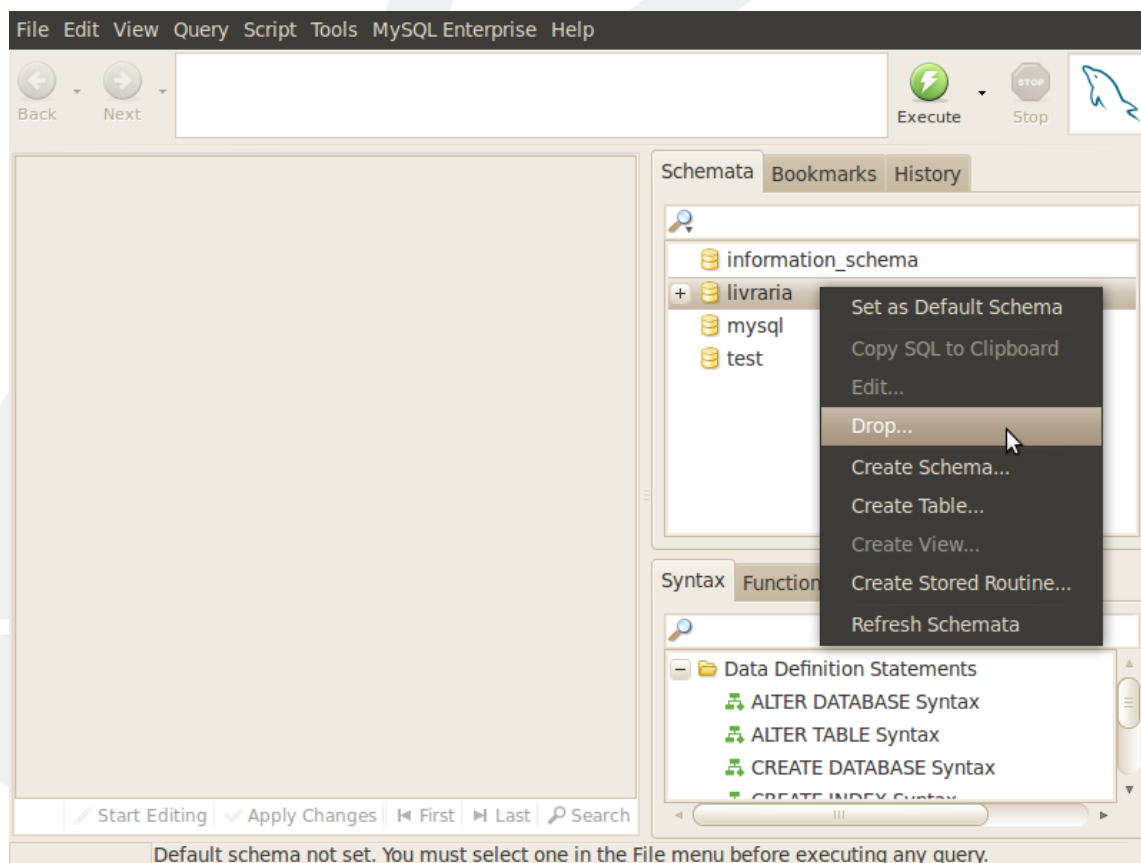 File Edit View Query Script Tools MySQL Enterprise Help
Back Next Execute STOP Stop
Schemata Bookmarks History
information_schema
livraria
mysql
test
Set as Default Schema
Copy SQL to Clipboard
Edit...
Drop...
Create Schema...
Create Table...
Create View...
Create Stored Routine...
Refresh Schemata
Syntax Function
Data Definition Statements
ALTER DATABASE Syntax
ALTER TABLE Syntax
CREATE DATABASE Syntax
CREATE INDEX Syntax
Start Editing Apply Changes First Last Search
Default schema not set. You must select one in the File menu before executing any query.